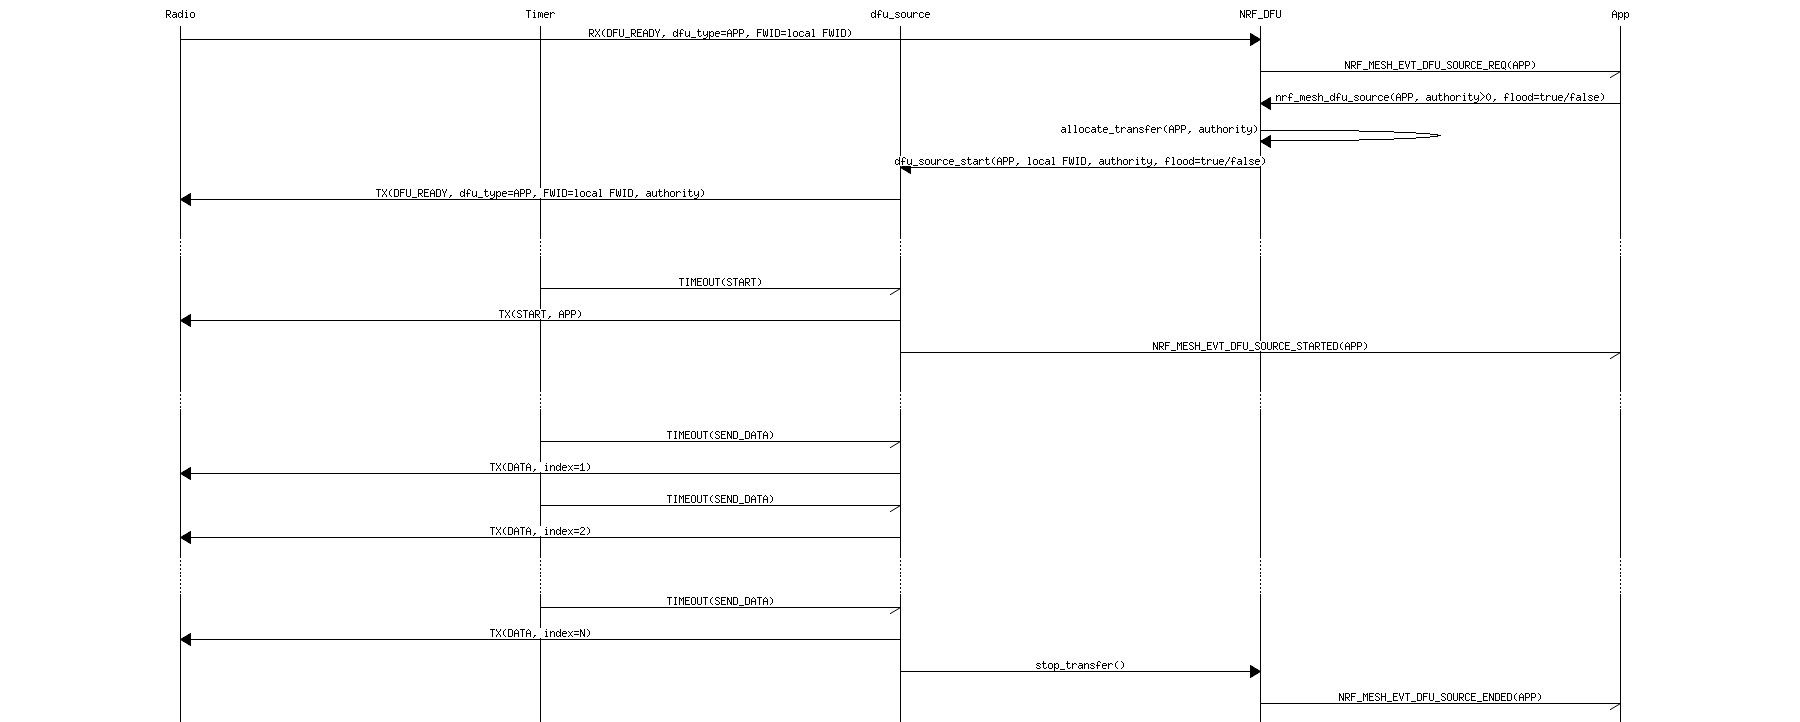 Radio Timer dfu_source NRF_DFU App
RX(DFU_READY, dfu_type=APP, FWID=local FWID)
NRF_MESH_EVT_DFU_SOURCE_REQ(APP)
nrf_mesh_dfu_source(APP, authority>0, flood=true/false)
allocate_transfer(APP, authority)
dfu_source_start(APP, local FWID, authority, flood=true/false)
TX(DFU_READY, dfu_type=APP, FWID=local FWID, authority)
TIMEOUT(START)
TX(START, APP)
NRF_MESH_EVT_DFU_SOURCE_STARTED(APP)
TIMEOUT(SEND_DATA)
TX(DATA, index=1)
TIMEOUT(SEND_DATA)
TX(DATA, index=2)
TIMEOUT(SEND_DATA)
TX(DATA, index=N)
stop_transfer()
NRF_MESH_EVT_DFU_SOURCE_ENDED(APP)